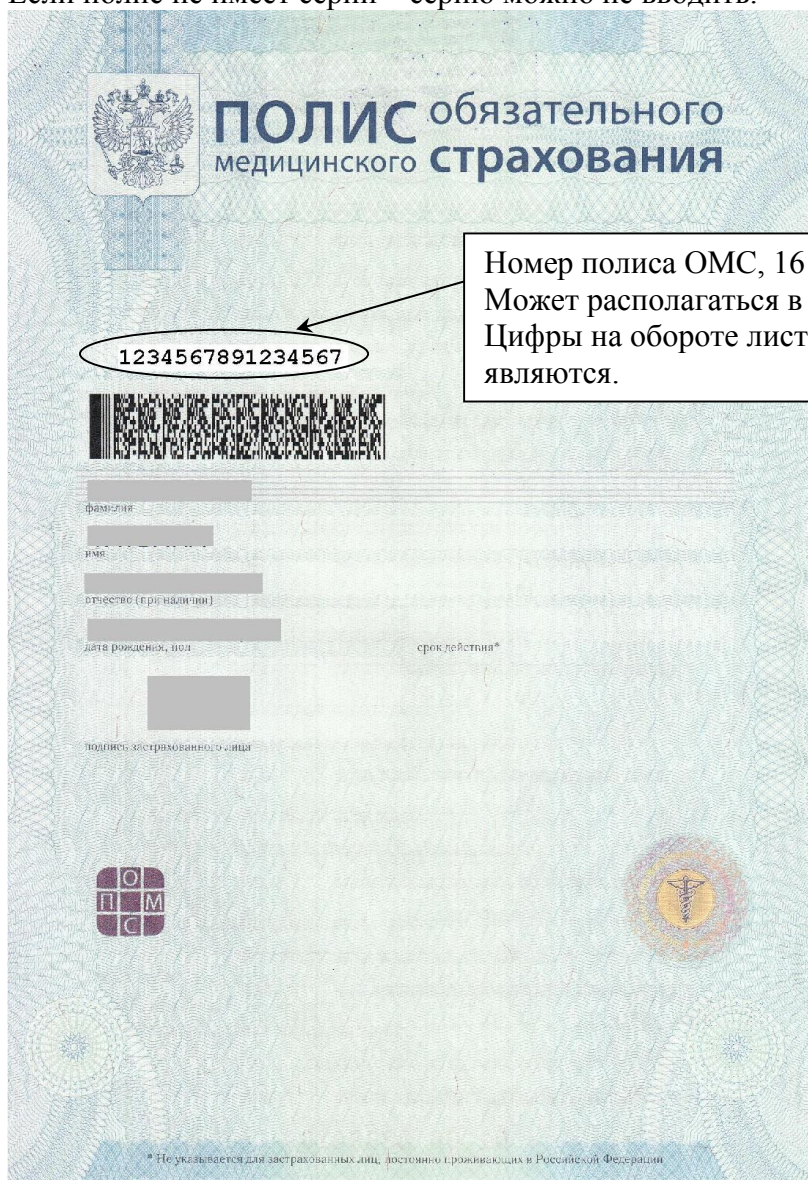 Если полис не имеет серии – серию можно не вводить.
ПОЛИС обязательного
медицинского страхования
Номер полиса ОМС, 16
Может располагаться в
Цифры на обороте лист
являются.
1234567891234567
фамилия
имя
отчество (при наличии)
дата рождения, пол
срок действия*
подпись застрахованного лица
О
П М
С
* Не указывается для застрахованных лиц, постоянно проживающих в Российской Федерации